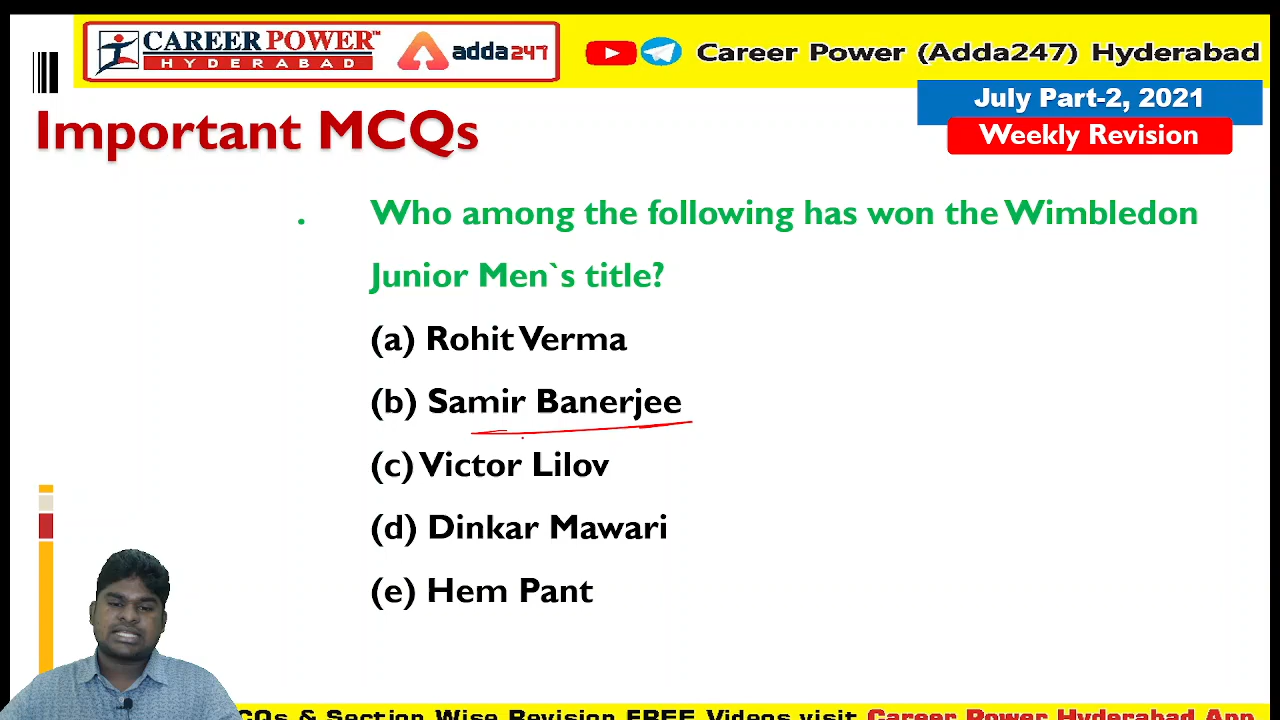 CAREER POWER™
HYDERABAD
adda247
Career Power (Adda247) Hyderabad
July Part-2, 2021
Weekly Revision
Important MCQs
. Who among the following has won the Wimbledon
Junior Men`s title?
(a) Rohit Verma
(b) Samir Banerjee
(c) Victor Lilov
(d) Dinkar Mawari
(e) Hem Pant
CQs & Section Wise Revision FREE Videos visit Career Power Hyderabad App